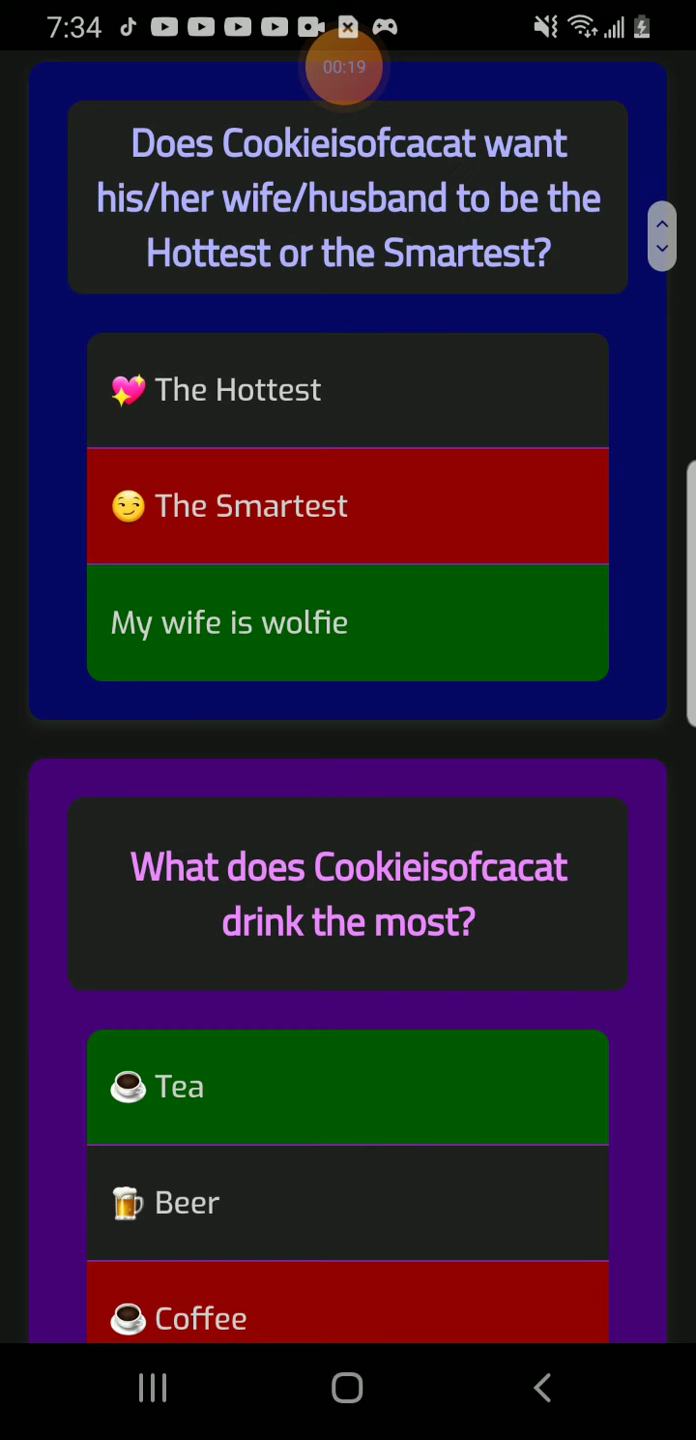 7:34
00:19
Does Cookieisofcacat want
his/her wife/husband to be the
Hottest or the Smartest?
💖 The Hottest
😏 The Smartest
My wife is wolfie
What does Cookieisofcacat
drink the most?
☕ Tea
🍺 Beer
☕ Coffee